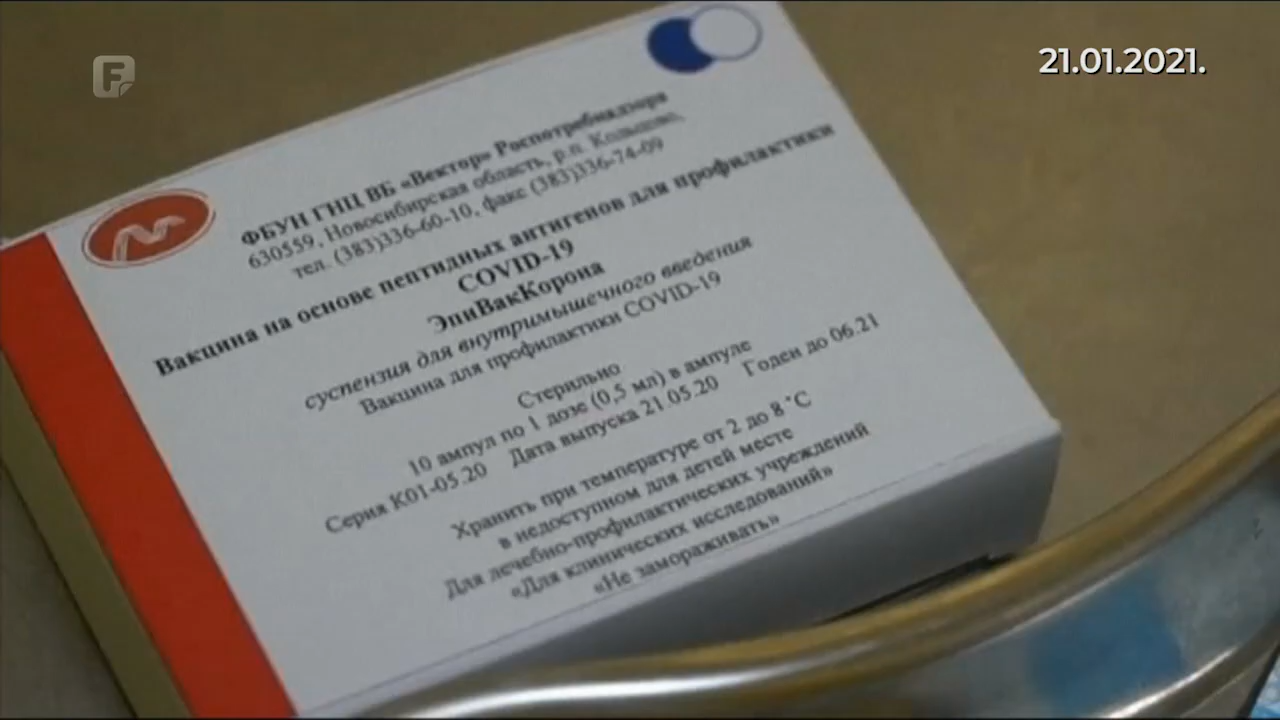 F
21.01.2021.
ФБУН ГНЦ ВБ «Вектор» Роспотребнадзора
630559, Новосибирская область, р.п. Кольцово,
тел. (383)336-60-10, факс (383)336-74-09
Вакцина на основе пептидных антигенов для профилактики
COVID-19
ЭпиВакКорона
суспензия для внутримышечного введения
Вакцина для профилактики COVID-19
Стерильно
10 ампул по 1 дозе (0,5 мл) в ампуле
Серия К01-05.20 Дата выпуска 21.05.20 Годен до 06.21
Хранить при температуре от 2 до 8 °C
в недоступном для детей месте
Для лечебно-профилактических учреждений
«Для клинических исследований»
«Не замораживать»